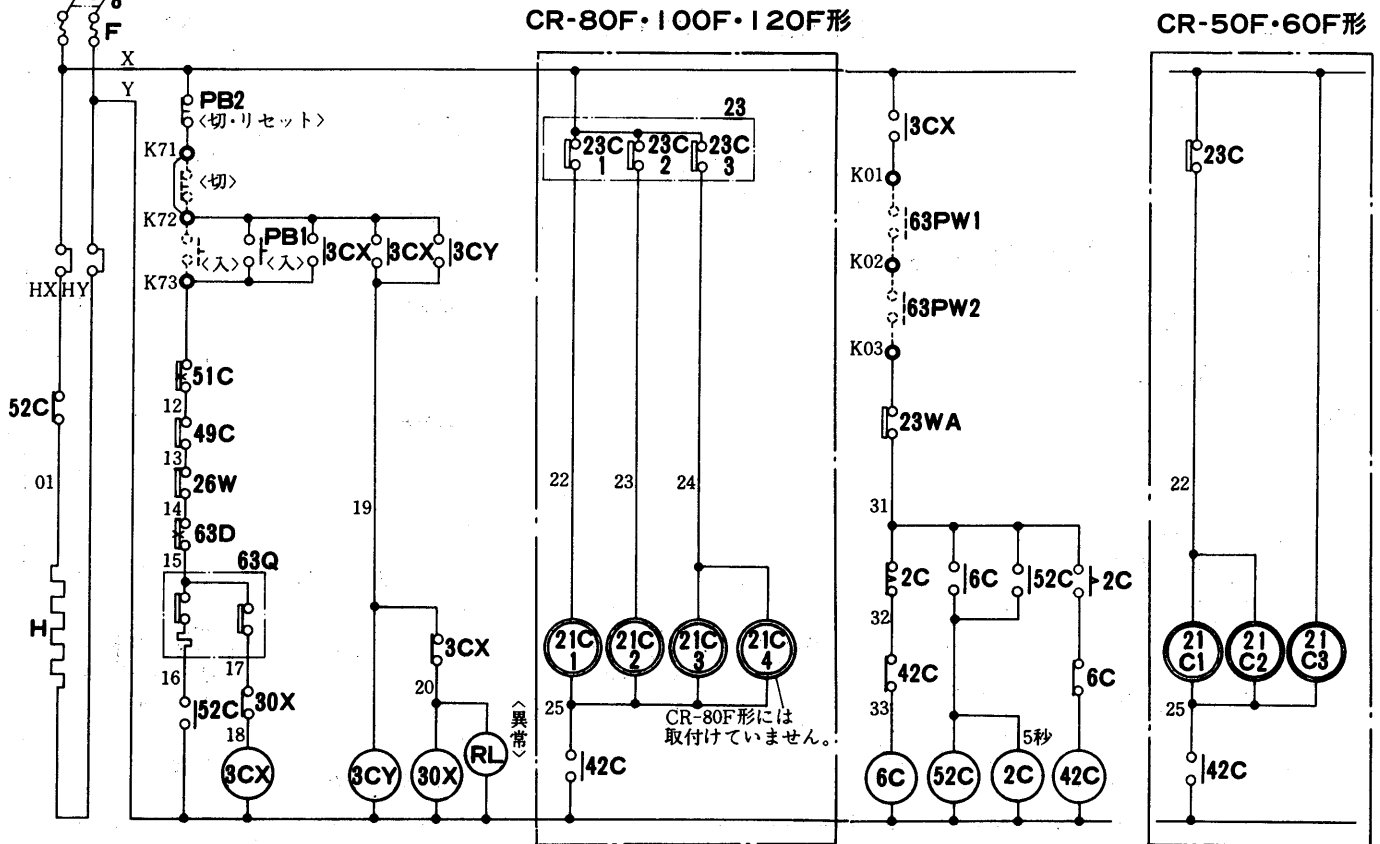 CR-80F・100F・120F形
CR-50F・60F形
F
X
Y
PB2
〈切・リセット〉
K71
〈切〉
K72
〈入〉
PB1
〈入〉
3CX
3CX
3CY
K73
HX
HY
52C
01
H
51C
12
49C
13
26W
14
63D
15
63Q
16
17
52C
30X
18
3CX
19
3CX
20
3CY
30X
RL
〈異常〉
23
23C
1
23C
2
23C
3
22
23
24
21C
1
21C
2
21C
3
21C
4
25
CR-80F形には
取付けていません。
42C
3CX
K01
63PW1
K02
63PW2
K03
23WA
31
2C
6C
52C
2C
32
42C
6C
33
5秒
6C
52C
2C
42C
23C
22
21
C1
21
C2
21
C3
25
42C